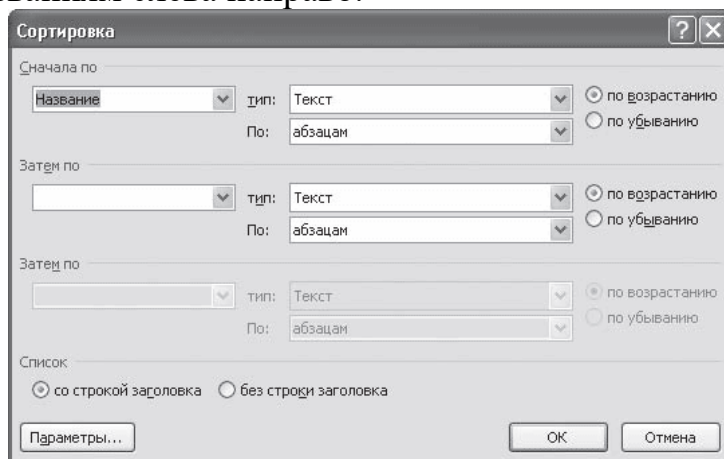 слова направо.
Сортировка
Сначала по
Название тип: Текст по возрастанию
По: абзацам по убыванию
Затем по
тип: Текст по возрастанию
По: абзацам по убыванию
Затем по
тип: Текст по возрастанию
По: абзацам по убыванию
Список
со строкой заголовка без строки заголовка
Параметры... ОК Отмена